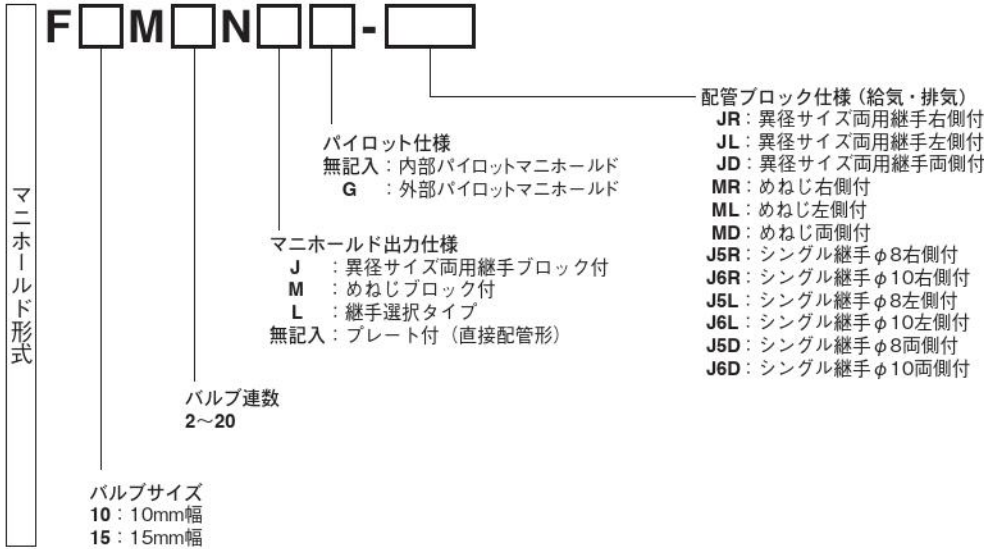 マニホールド形式
F□M□N□□-□
配管ブロック仕様（給気・排気）
JR：異径サイズ両用継手右側付
JL：異径サイズ両用継手左側付
JD：異径サイズ両用継手両側付
MR：めねじ右側付
ML：めねじ左側付
MD：めねじ両側付
J5R：シングル継手φ8右側付
J6R：シングル継手φ10右側付
J5L：シングル継手φ8左側付
J6L：シングル継手φ10左側付
J5D：シングル継手φ8両側付
J6D：シングル継手φ10両側付
パイロット仕様
無記入：内部パイロットマニホールド
G：外部パイロットマニホールド
マニホールド出力仕様
J：異径サイズ両用継手ブロック付
M：めねじブロック付
L：継手選択タイプ
無記入：プレート付（直接配管形）
バルブ連数
2〜20
バルブサイズ
10：10mm幅
15：15mm幅